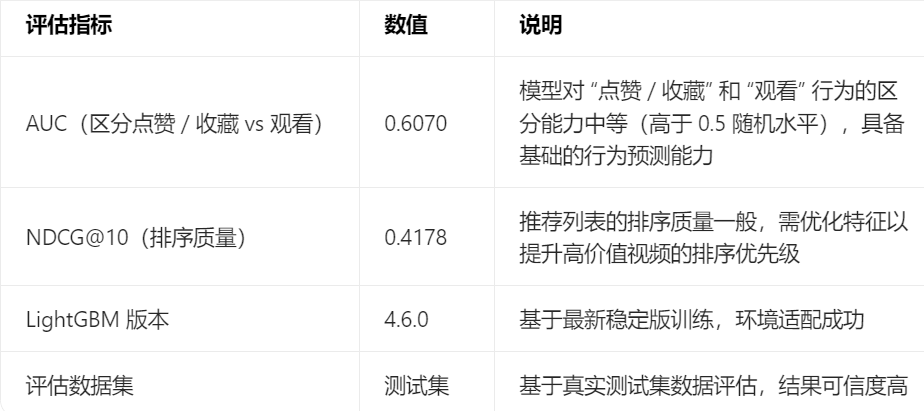 评估指标 数值 说明
模型对 “点赞 / 收藏” 和 “观看” 行为的区
AUC（区分点赞 / 收藏 vs 观看） 0.6070 分能力中等（高于 0.5 随机水平），具备
基础的行为预测能力
NDCG@10（排序质量） 0.4178 推荐列表的排序质量一般，需优化特征以
提升高价值视频的排序优先级
LightGBM 版本 4.6.0 基于最新稳定版训练，环境适配成功
评估数据集 测试集 基于真实测试集数据评估，结果可信度高